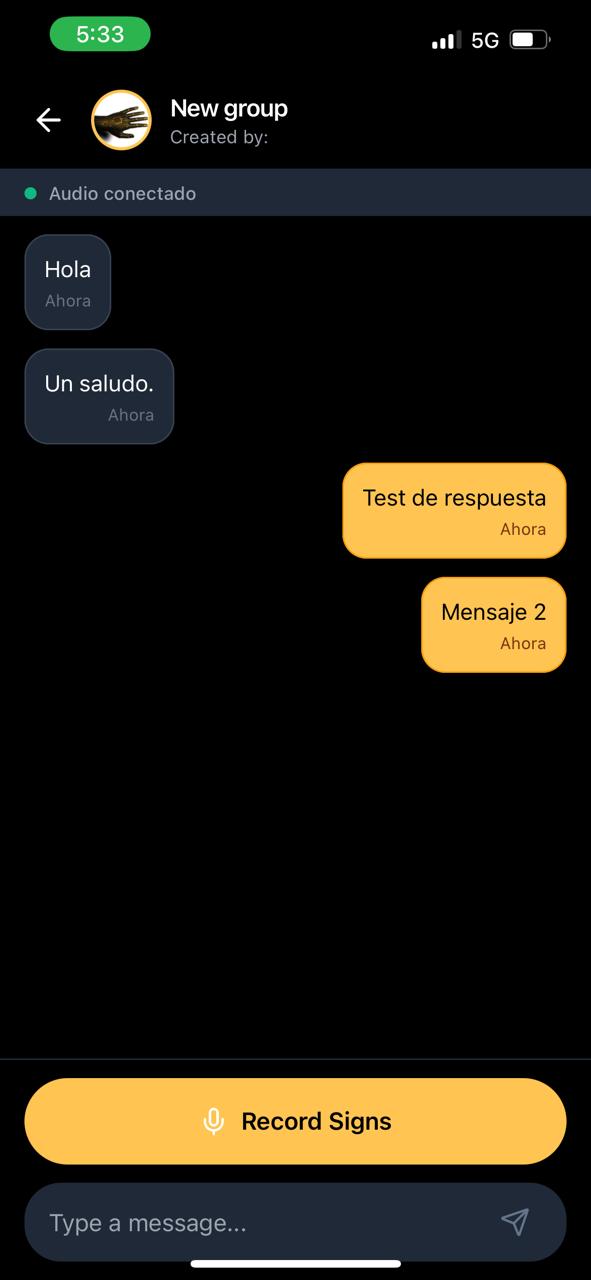 5:33
5G
New group
Created by:
Audio conectado
Hola
Ahora
Un saludo.
Ahora
Test de respuesta
Ahora
Mensaje 2
Ahora
Record Signs
Type a message...